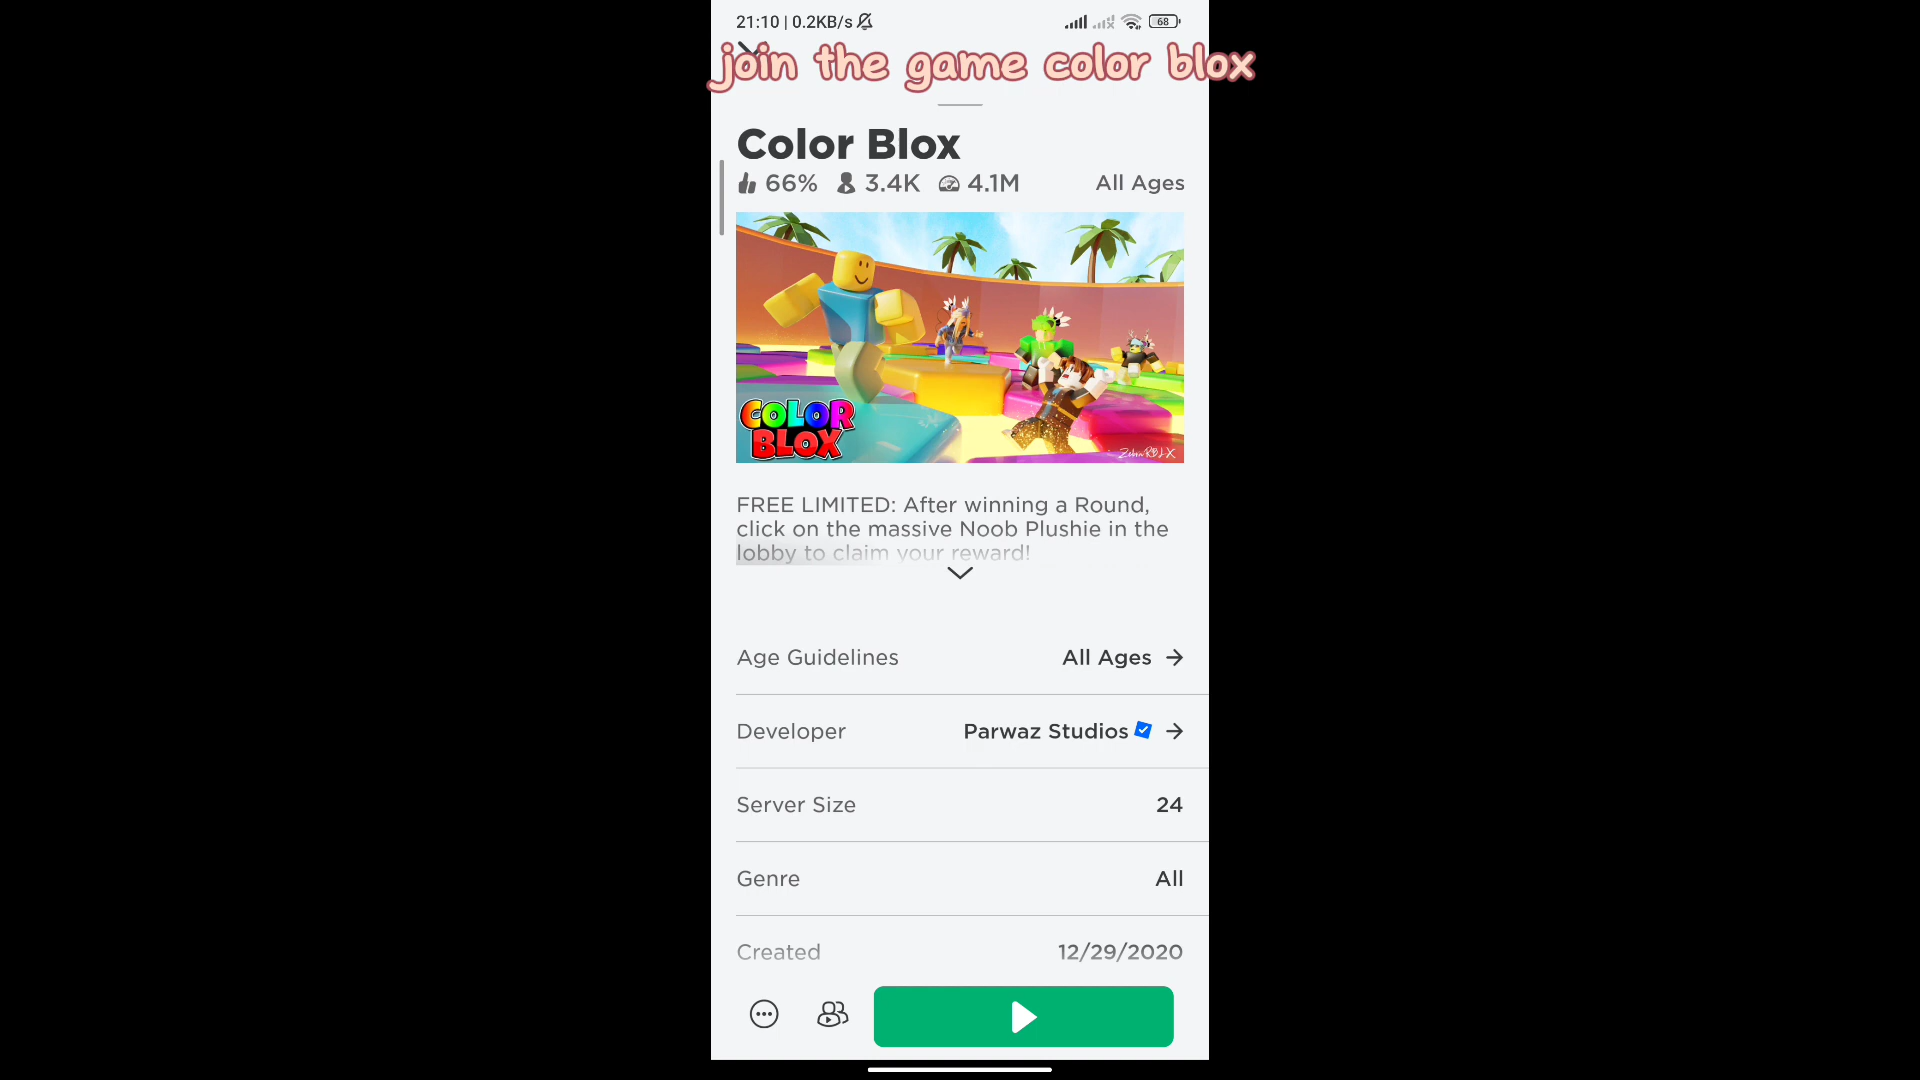 21:10 | 0.2KB/s
68
join the game color blox
Color Blox
66% 3.4K 4.1M All Ages
COLOR
BLOX
ZebraRBLX
FREE LIMITED: After winning a Round,
click on the massive Noob Plushie in the
lobby to claim your reward!
Age Guidelines All Ages
Developer Parwaz Studios
Server Size 24
Genre All
Created 12/29/2020